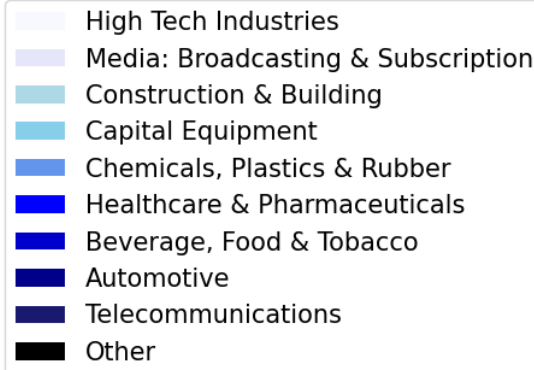 High Tech Industries
Media: Broadcasting & Subscription
Construction & Building
Capital Equipment
Chemicals, Plastics & Rubber
Healthcare & Pharmaceuticals
Beverage, Food & Tobacco
Automotive
Telecommunications
Other